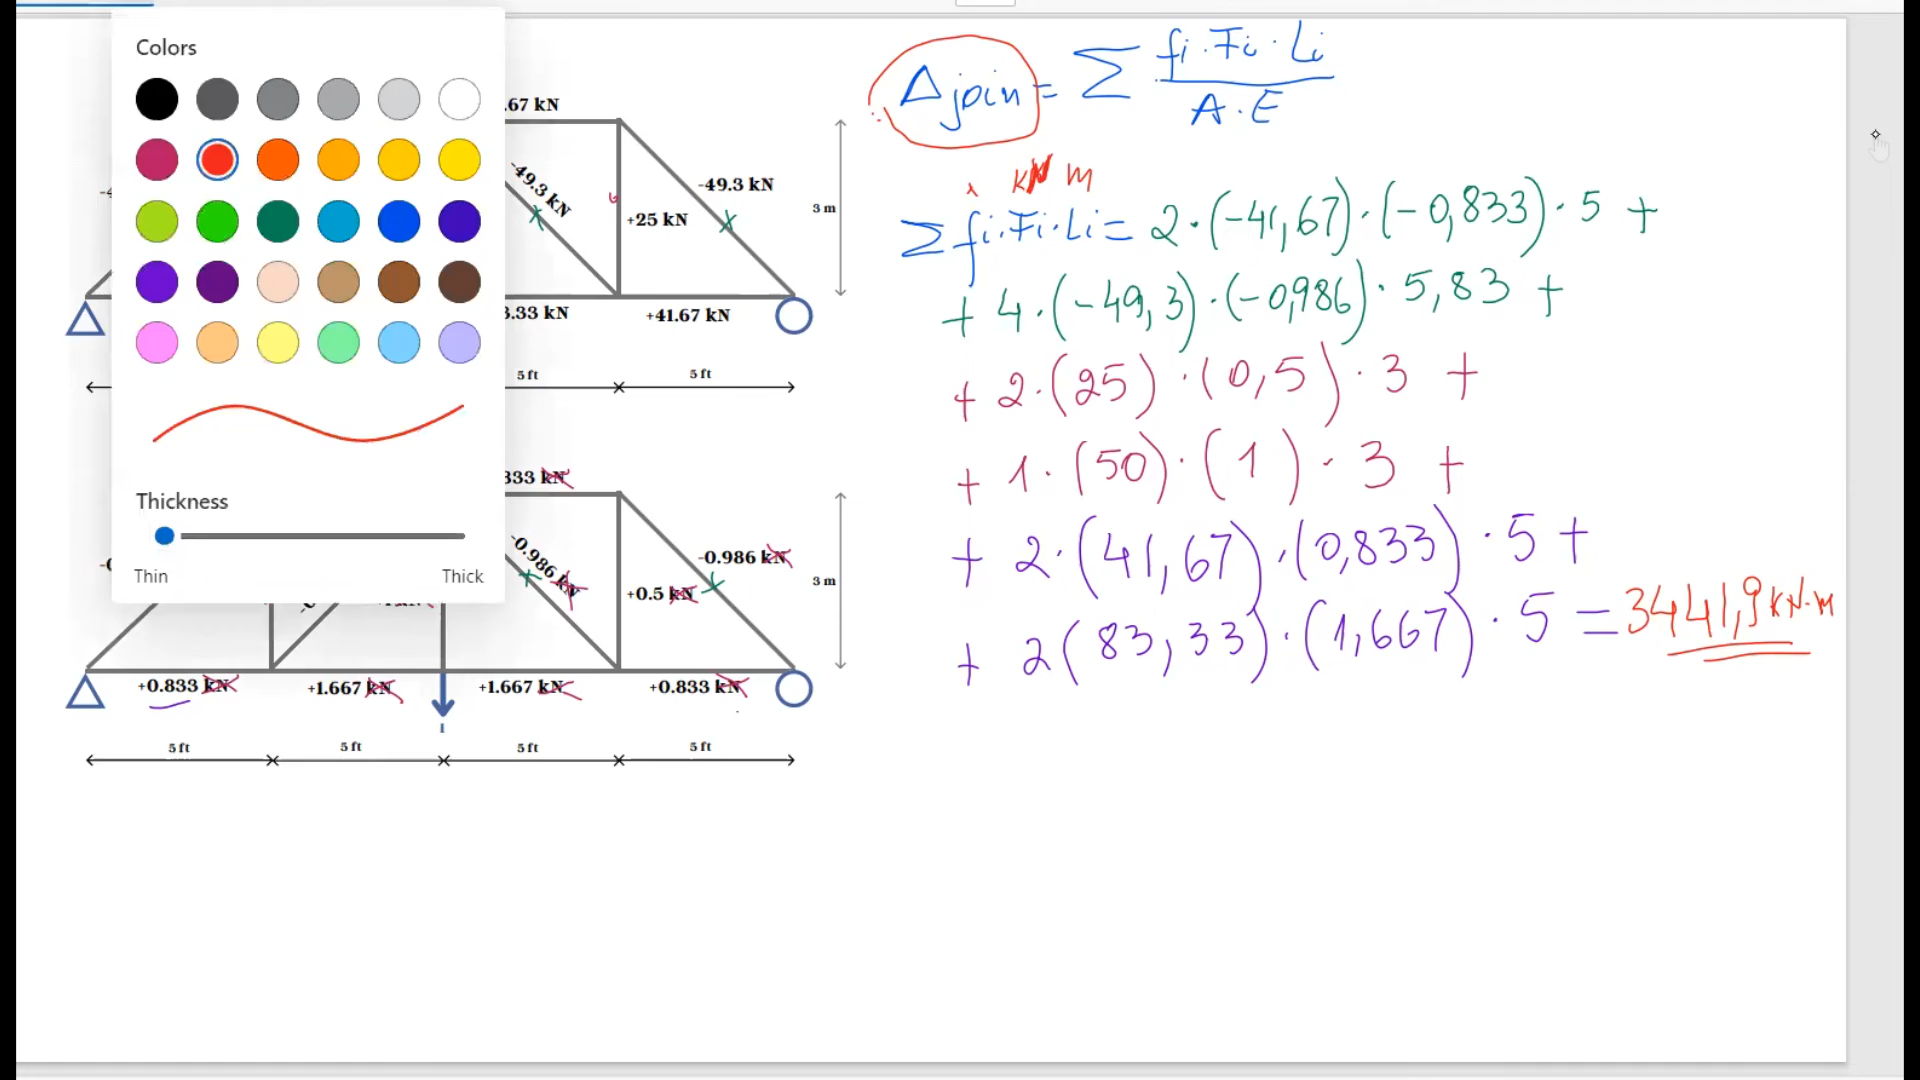 Colors
Thickness
Thin Thick
.67 kN
-49.3 kN
-49.3 kN
+25 kN
3 m
3.33 kN
+41.67 kN
5 ft
5 ft
333 kN
-0.986 kN
-0.986 kN
+0.5 kN
3 m
+0.833 kN
+1.667 kN
+1.667 kN
+0.833 kN
1
5 ft
5 ft
5 ft
5 ft
Δjoin = Σ fi·Fi·Li / A·E
kN m
Σ fi·Fi·Li = 2·(-41,67)·(-0,833)·5 +
+ 4·(-49,3)·(-0,986)·5,83 +
+ 2·(25)·(0,5)·3 +
+ 1·(50)·(1)·3 +
+ 2·(41,67)·(0,833)·5 +
+ 2(83,33)·(1,667)·5 = 3441,9 kN·m